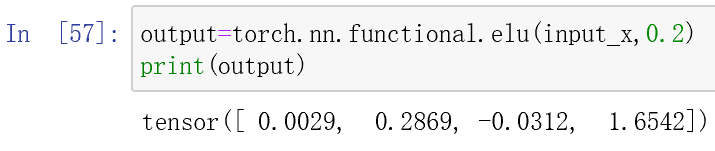 In [57]: output=torch.nn.functional.elu(input_x,0.2)
print(output)
tensor([ 0.0029,  0.2869, -0.0312,  1.6542])